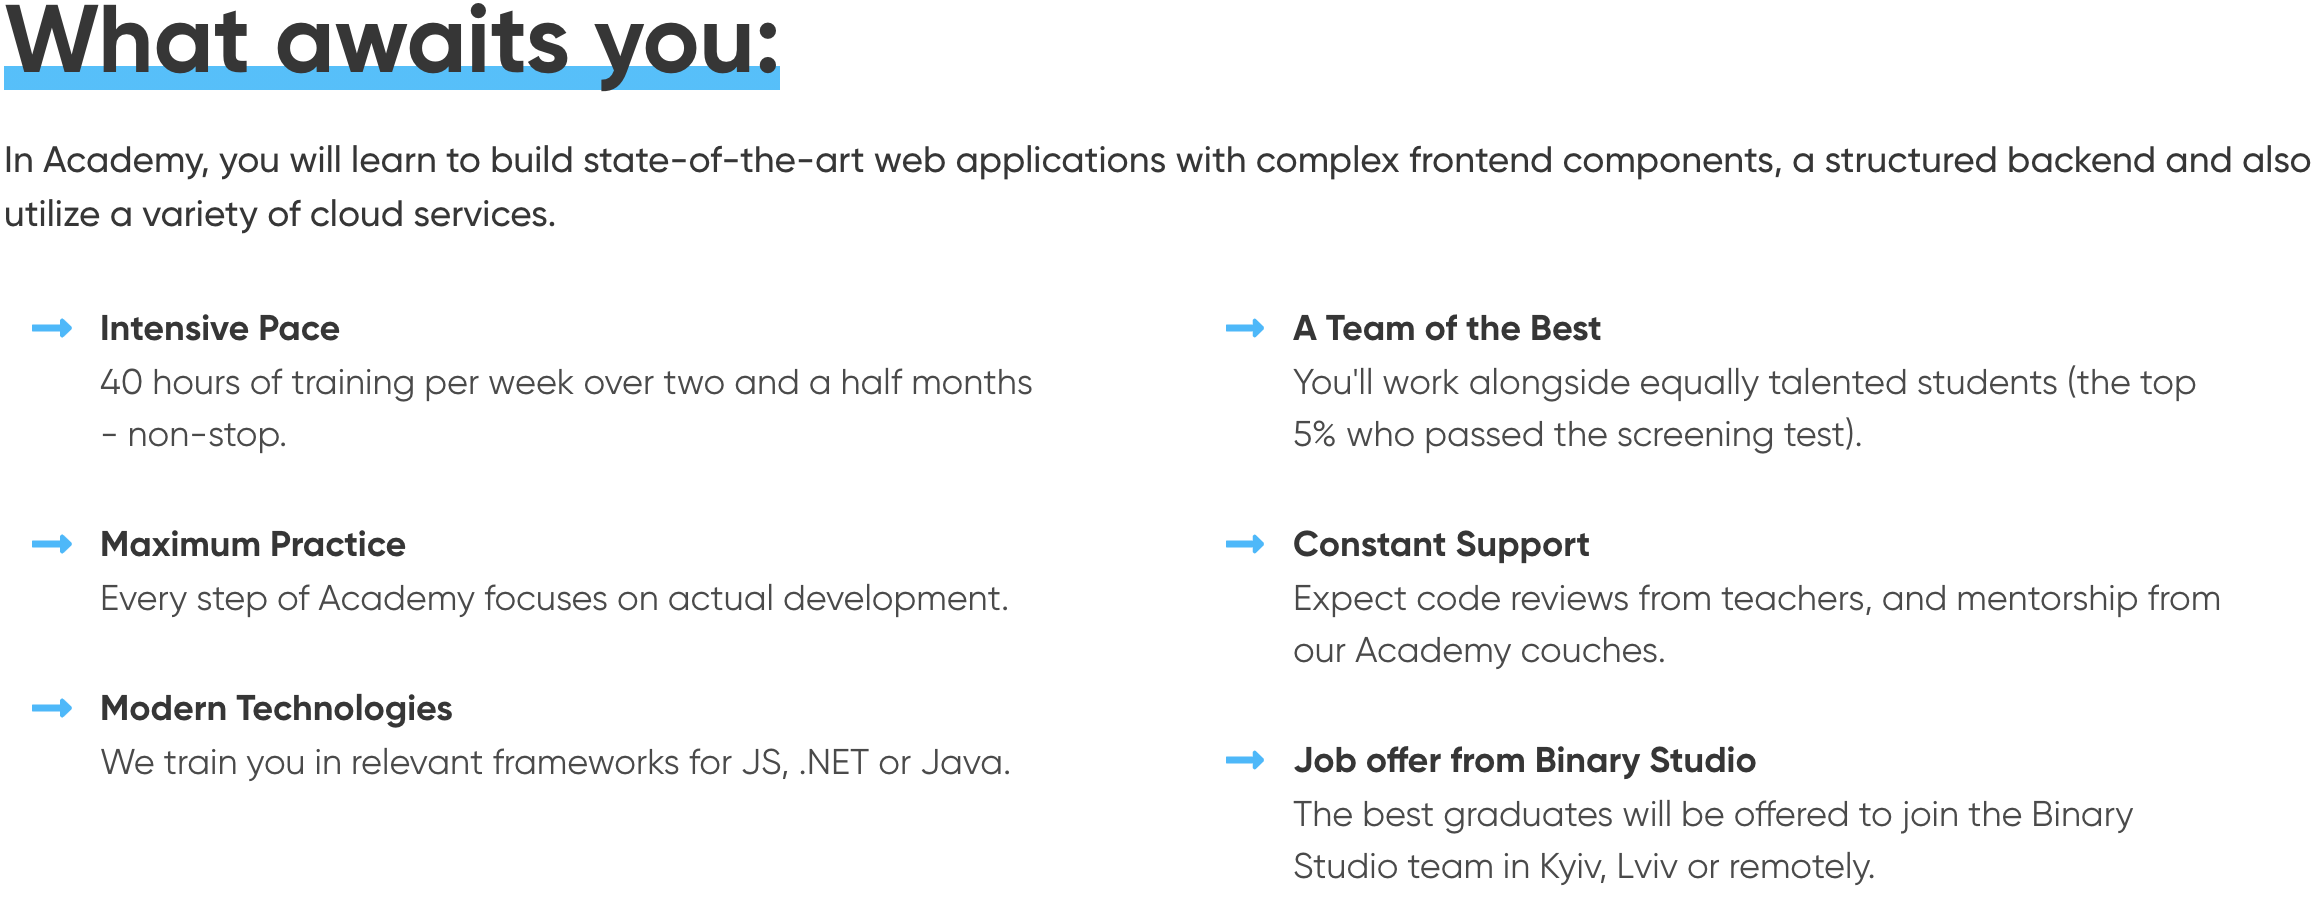 What awaits you:
In Academy, you will learn to build state-of-the-art web applications with complex frontend components, a structured backend and also
utilize a variety of cloud services.
Intensive Pace
40 hours of training per week over two and a half months
- non-stop.
Maximum Practice
Every step of Academy focuses on actual development.
Modern Technologies
We train you in relevant frameworks for JS, .NET or Java.
A Team of the Best
You'll work alongside equally talented students (the top
5% who passed the screening test).
Constant Support
Expect code reviews from teachers, and mentorship from
our Academy couches.
Job offer from Binary Studio
The best graduates will be offered to join the Binary
Studio team in Kyiv, Lviv or remotely.